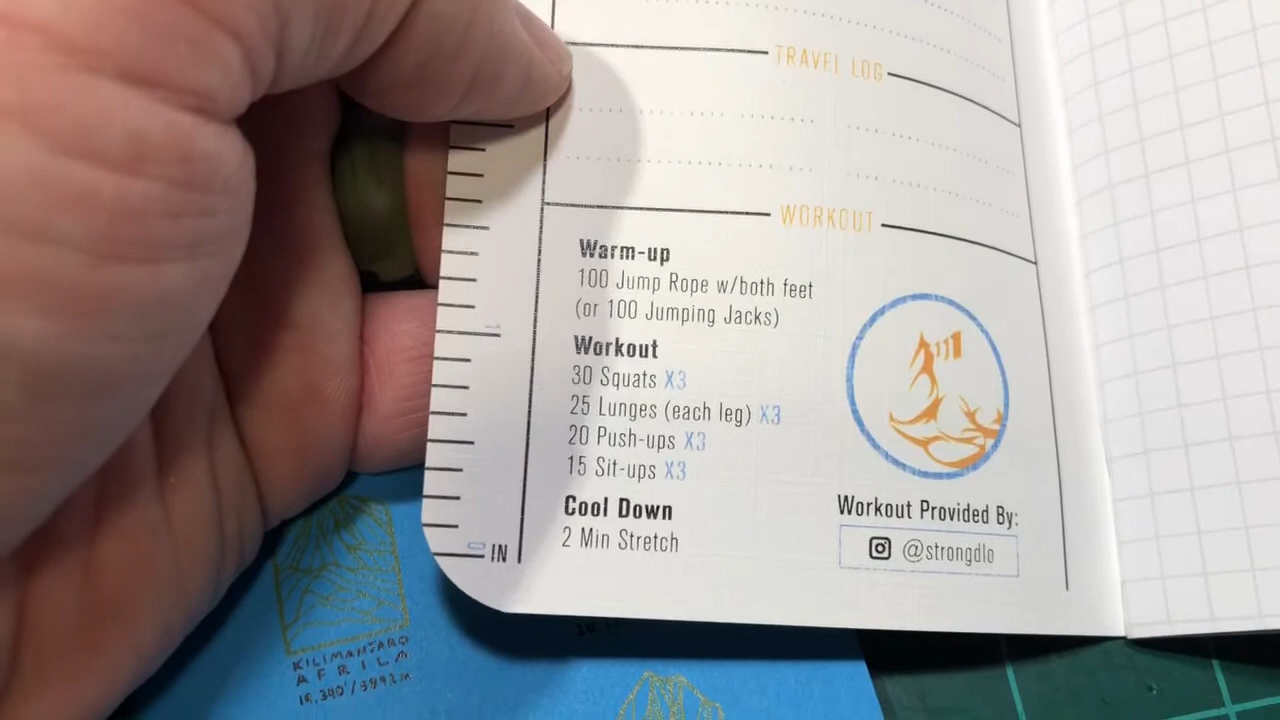 TRAVEL LOG
WORKOUT
Warm-up
100 Jump Rope w/both feet
(or 100 Jumping Jacks)
Workout
30 Squats X3
25 Lunges (each leg) X3
20 Push-ups X3
15 Sit-ups X3
Cool Down
2 Min Stretch
Workout Provided By:
@strongdlo
1
0 IN
KILIMANJARO
AFRICA